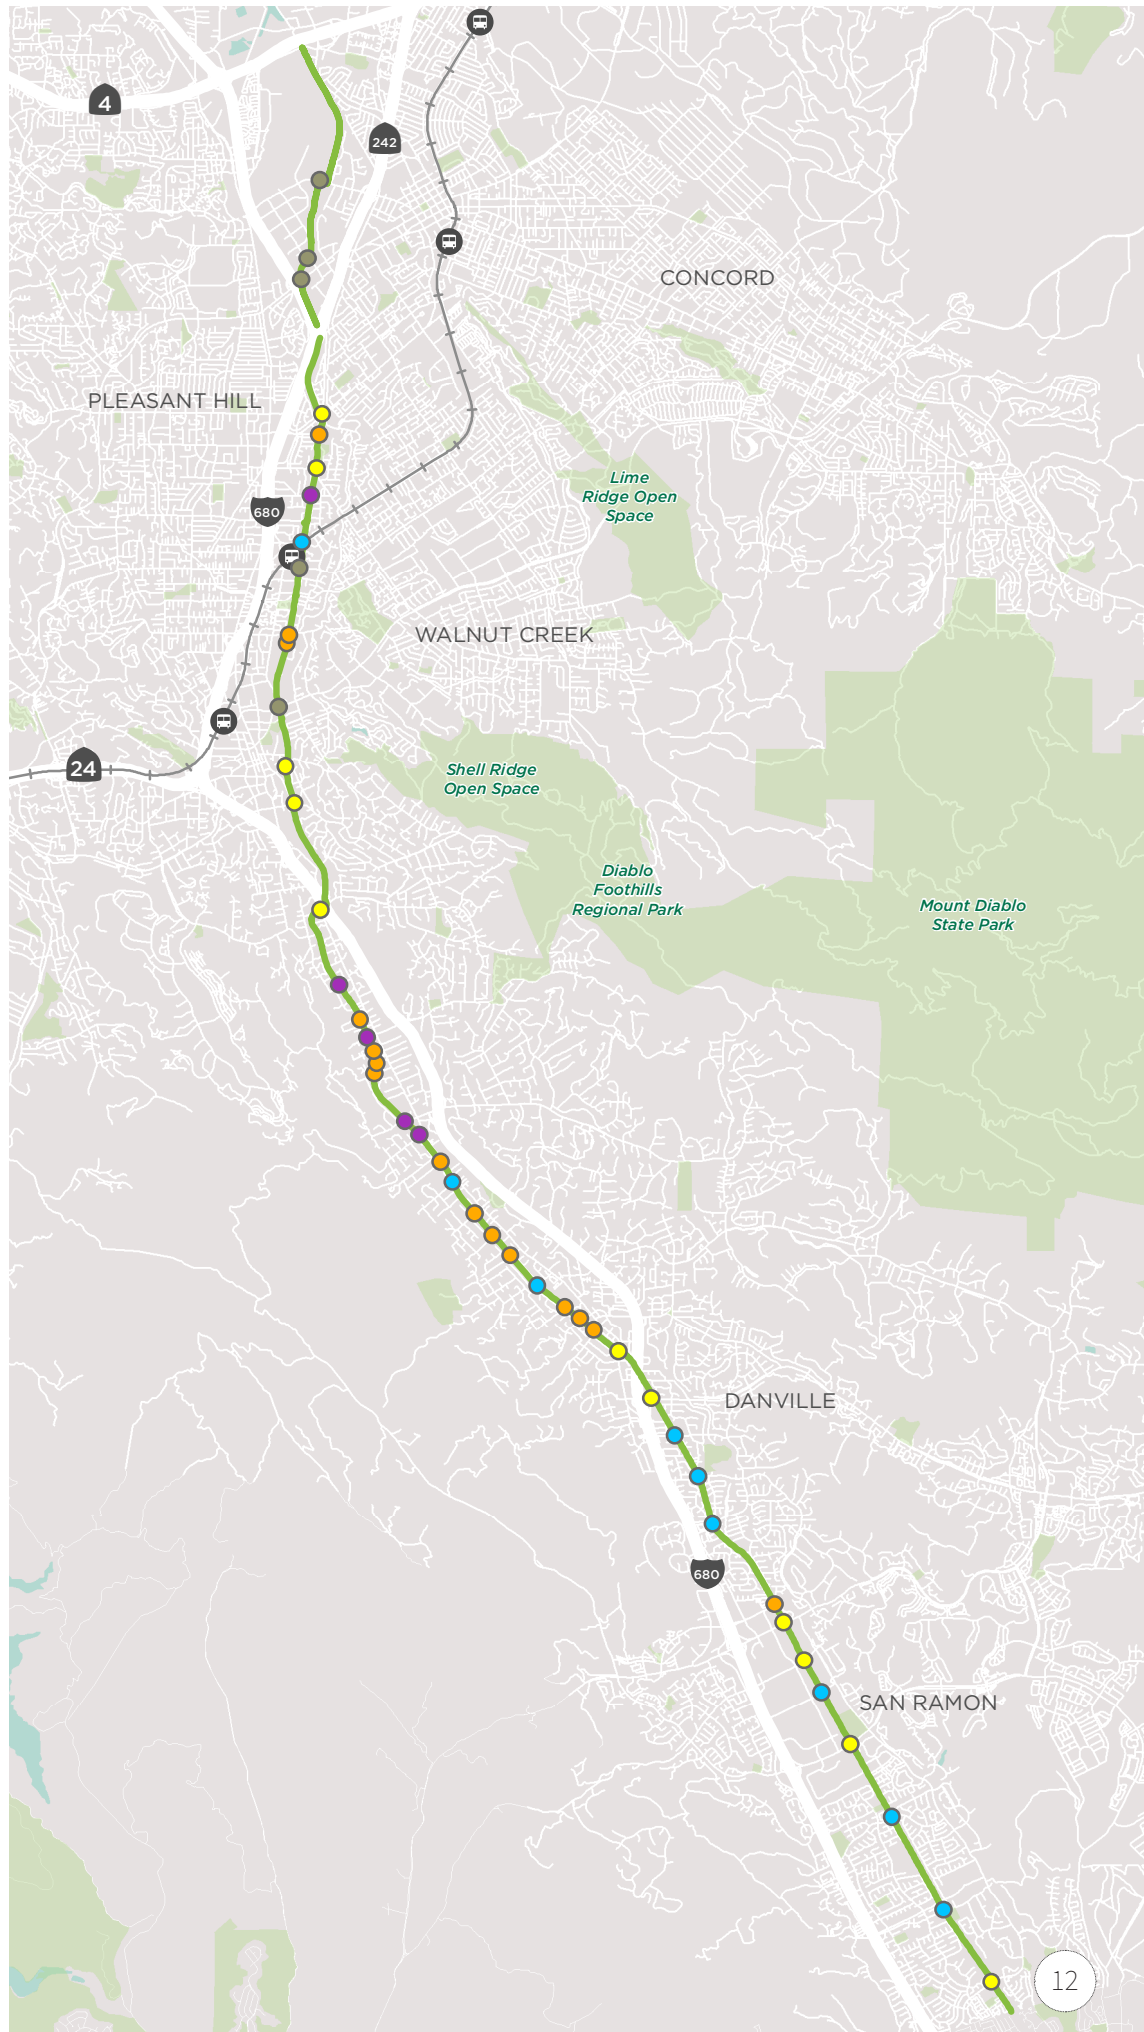 4
242
CONCORD
PLEASANT HILL
Lime
Ridge Open
Space
680
WALNUT CREEK
24
Shell Ridge
Open Space
Diablo
Foothills
Regional Park
Mount Diablo
State Park
DANVILLE
680
SAN RAMON
12